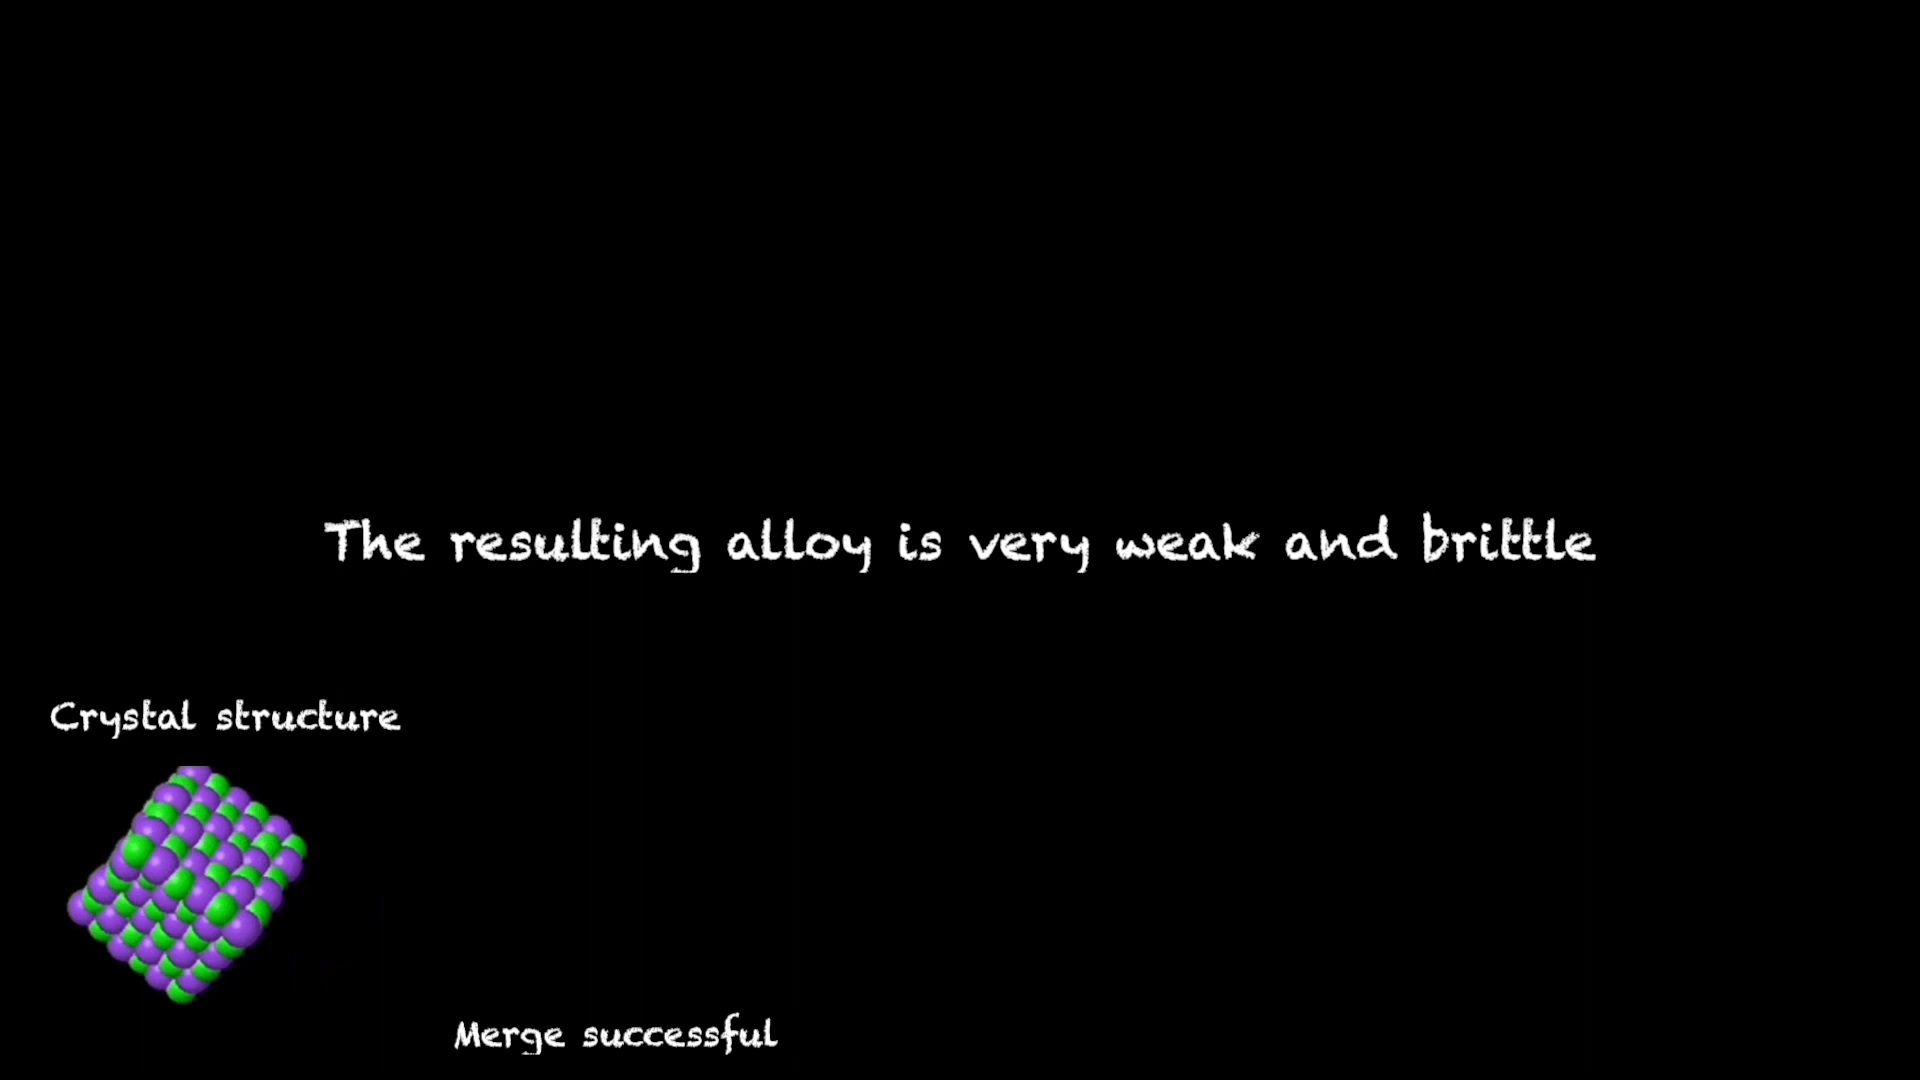 The resulting alloy is very weak and brittle
Crystal structure
Merge successful